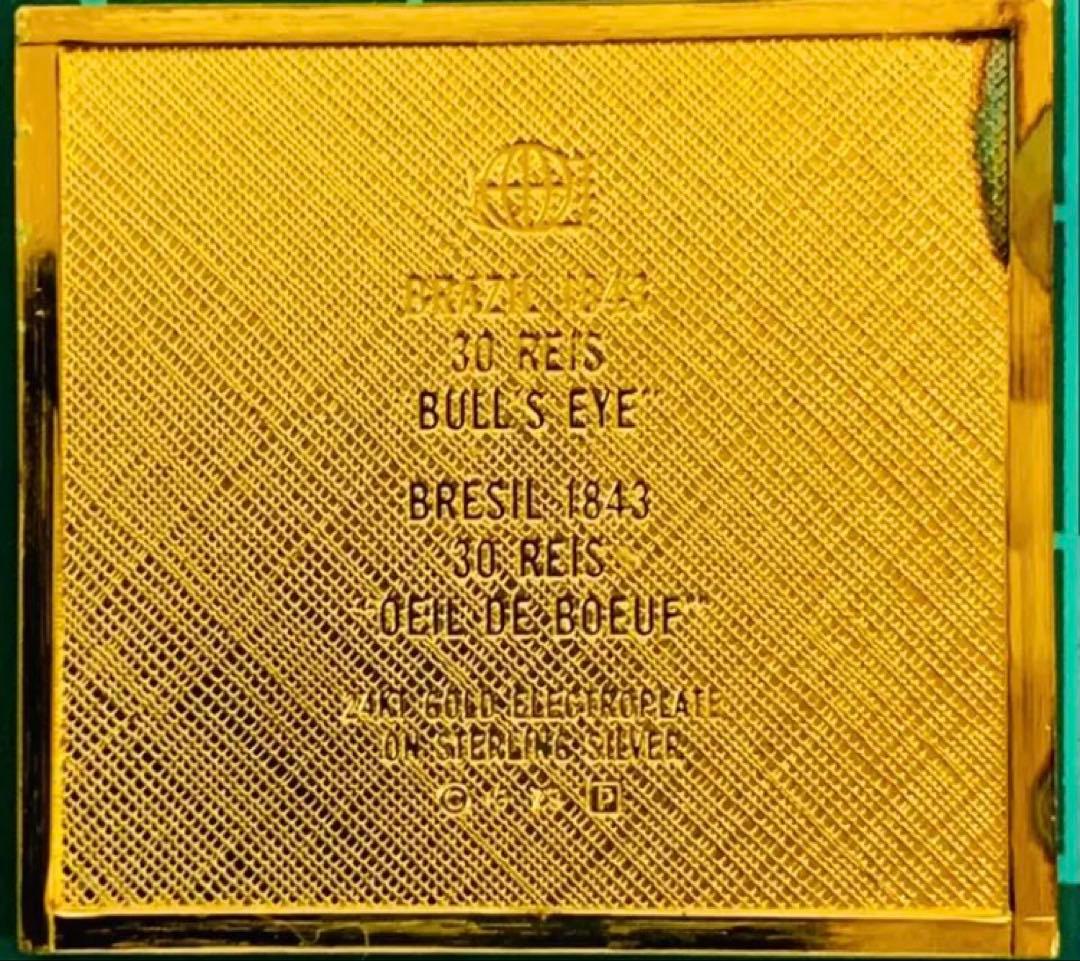 BRAZIL 1843
30 REIS
"BULL'S EYE"
BRESIL 1843
30 REIS
"OEIL DE BOEUF"
24KT GOLD ELECTROPLATE
ON STERLING SILVER
© P